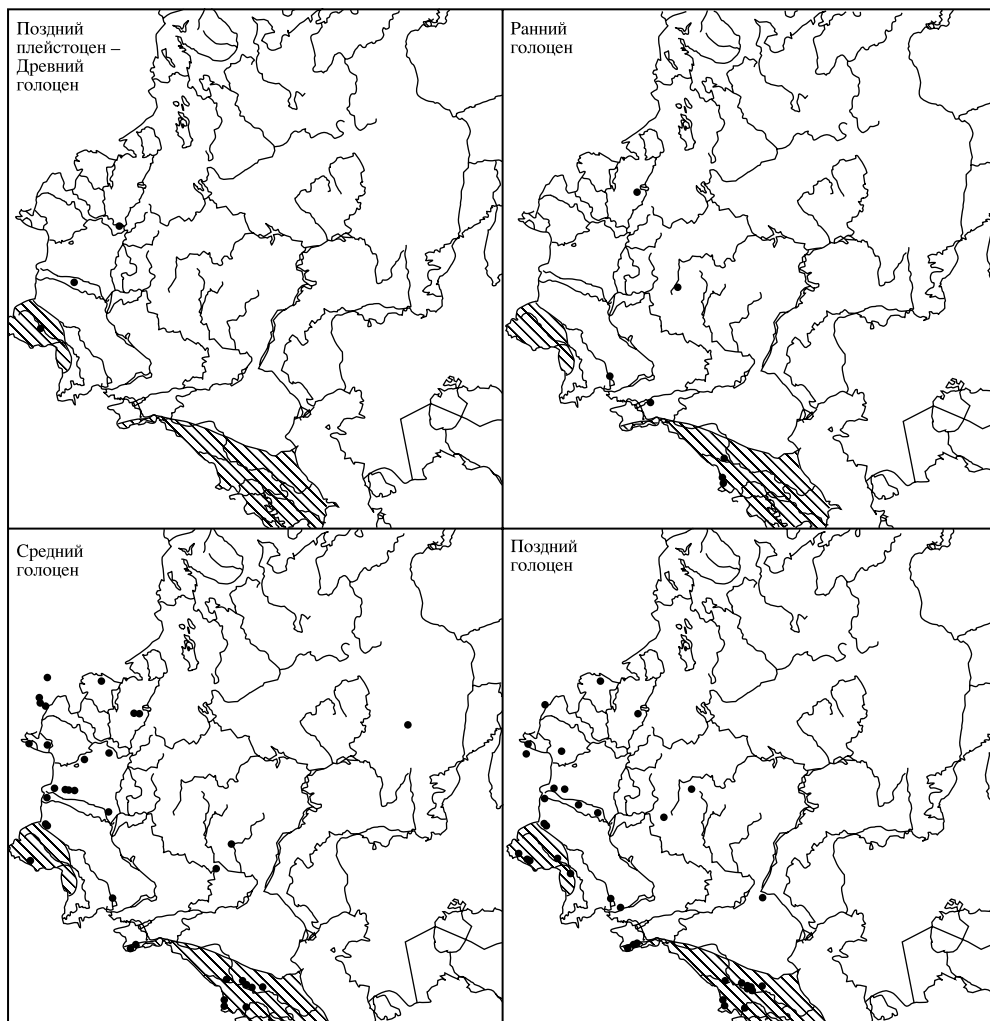 Поздний
плейстоцен –
Древний
голоцен
Ранний
голоцен
Средний
голоцен
Поздний
голоцен